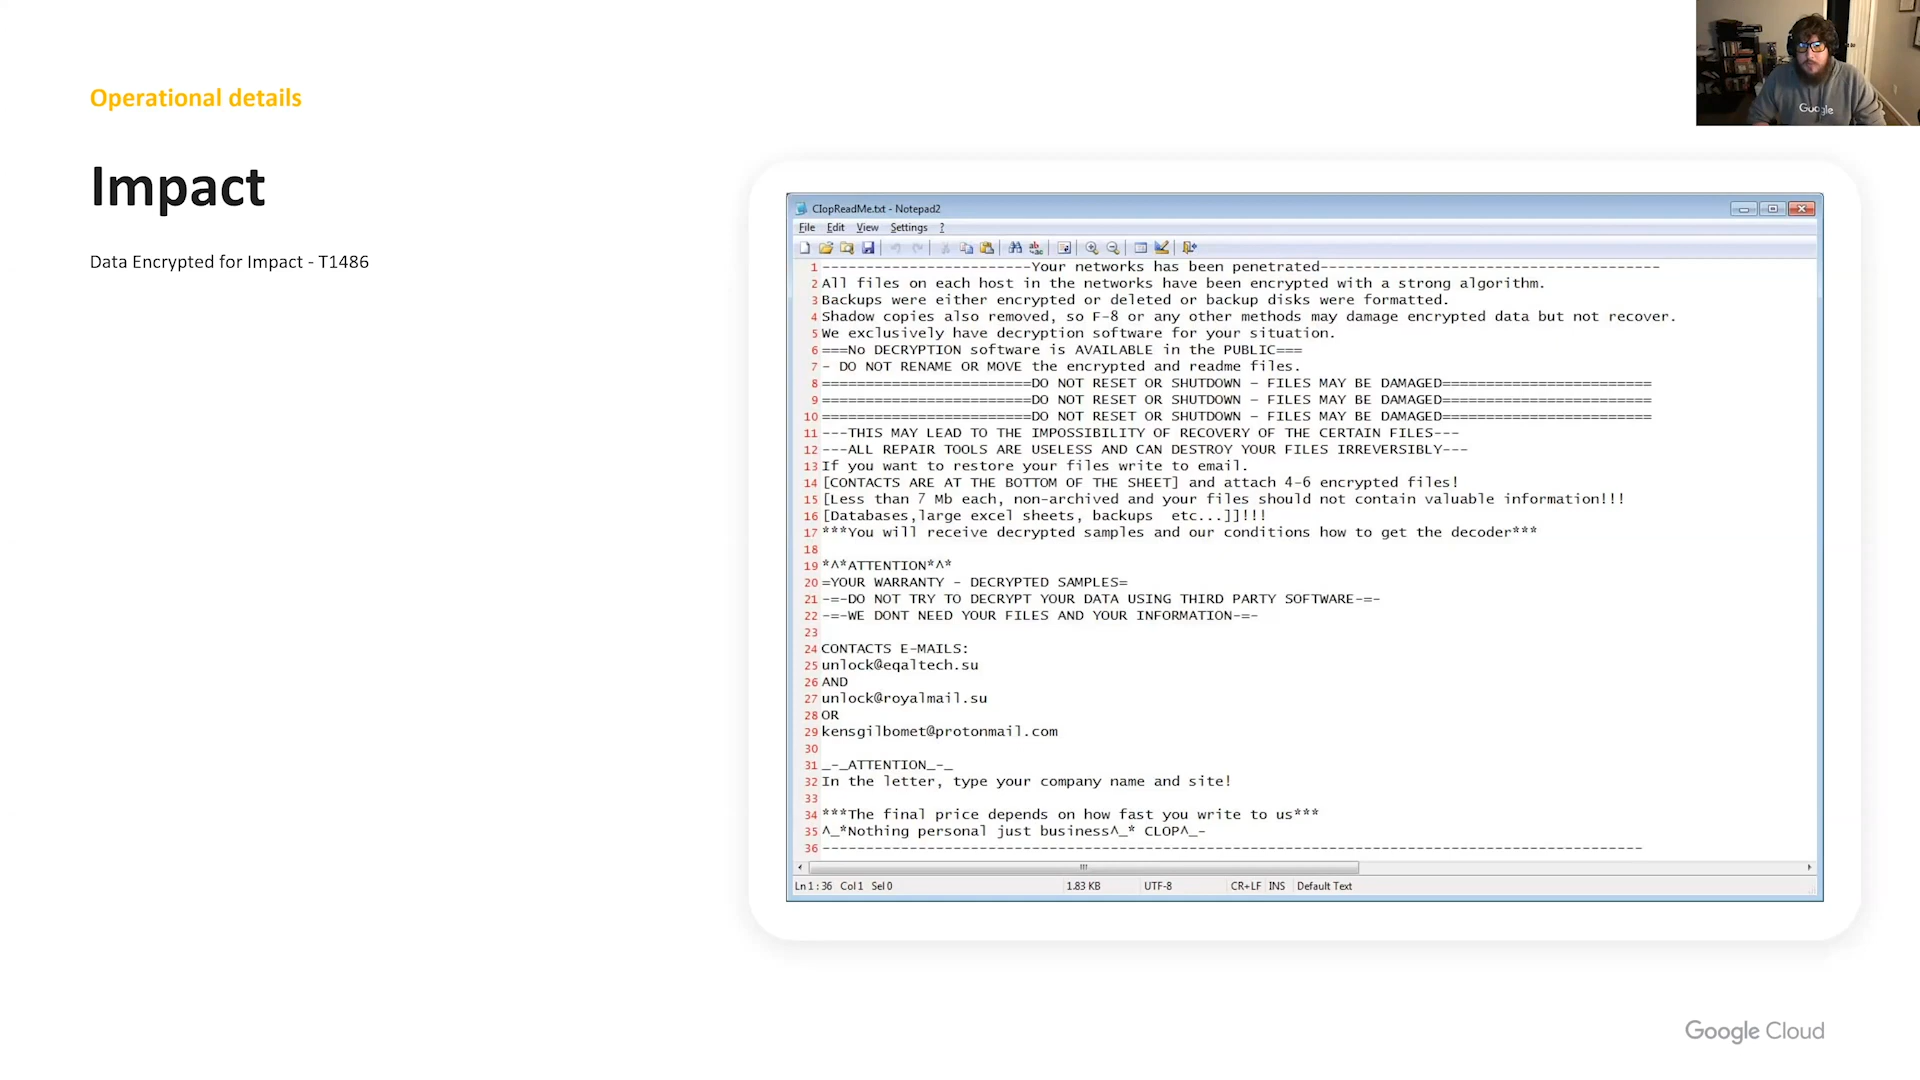 Operational details
Impact
Data Encrypted for Impact - T1486
Google
CIopReadMe.txt - Notepad2
File Edit View Settings ?
1 ------------------------Your networks has been penetrated---------------------------------------
2 All files on each host in the networks have been encrypted with a strong algorithm.
3 Backups were either encrypted or deleted or backup disks were formatted.
4 Shadow copies also removed, so F-8 or any other methods may damage encrypted data but not recover.
5 We exclusively have decryption software for your situation.
6 ===No DECRYPTION software is AVAILABLE in the PUBLIC===
7 - DO NOT RENAME OR MOVE the encrypted and readme files.
8 ========================DO NOT RESET OR SHUTDOWN – FILES MAY BE DAMAGED========================
9 ========================DO NOT RESET OR SHUTDOWN – FILES MAY BE DAMAGED========================
10 ========================DO NOT RESET OR SHUTDOWN – FILES MAY BE DAMAGED========================
11 ---THIS MAY LEAD TO THE IMPOSSIBILITY OF RECOVERY OF THE CERTAIN FILES---
12 ---ALL REPAIR TOOLS ARE USELESS AND CAN DESTROY YOUR FILES IRREVERSIBLY---
13 If you want to restore your files write to email.
14 [CONTACTS ARE AT THE BOTTOM OF THE SHEET] and attach 4-6 encrypted files!
15 [Less than 7 Mb each, non-archived and your files should not contain valuable information!!!
16 [Databases,large excel sheets, backups  etc...]]!!!
17 ***You will receive decrypted samples and our conditions how to get the decoder***
18
19 *^*ATTENTION*^*
20 =YOUR WARRANTY - DECRYPTED SAMPLES=
21 -=-DO NOT TRY TO DECRYPT YOUR DATA USING THIRD PARTY SOFTWARE-=-
22 -=-WE DONT NEED YOUR FILES AND YOUR INFORMATION-=-
23
24 CONTACTS E-MAILS:
25 unlock@eqaltech.su
26 AND
27 unlock@royalmail.su
28 OR
29 kensgilbomet@protonmail.com
30
31 _-_ATTENTION_-_
32 In the letter, type your company name and site!
33
34 ***The final price depends on how fast you write to us***
35 ^_*Nothing personal just business^_* CLOP^_-
36 ----------------------------------------------------------------------------------------------
Ln 1 : 36 Col 1 Sel 0 1.83 KB UTF-8 CR+LF INS Default Text
Google Cloud